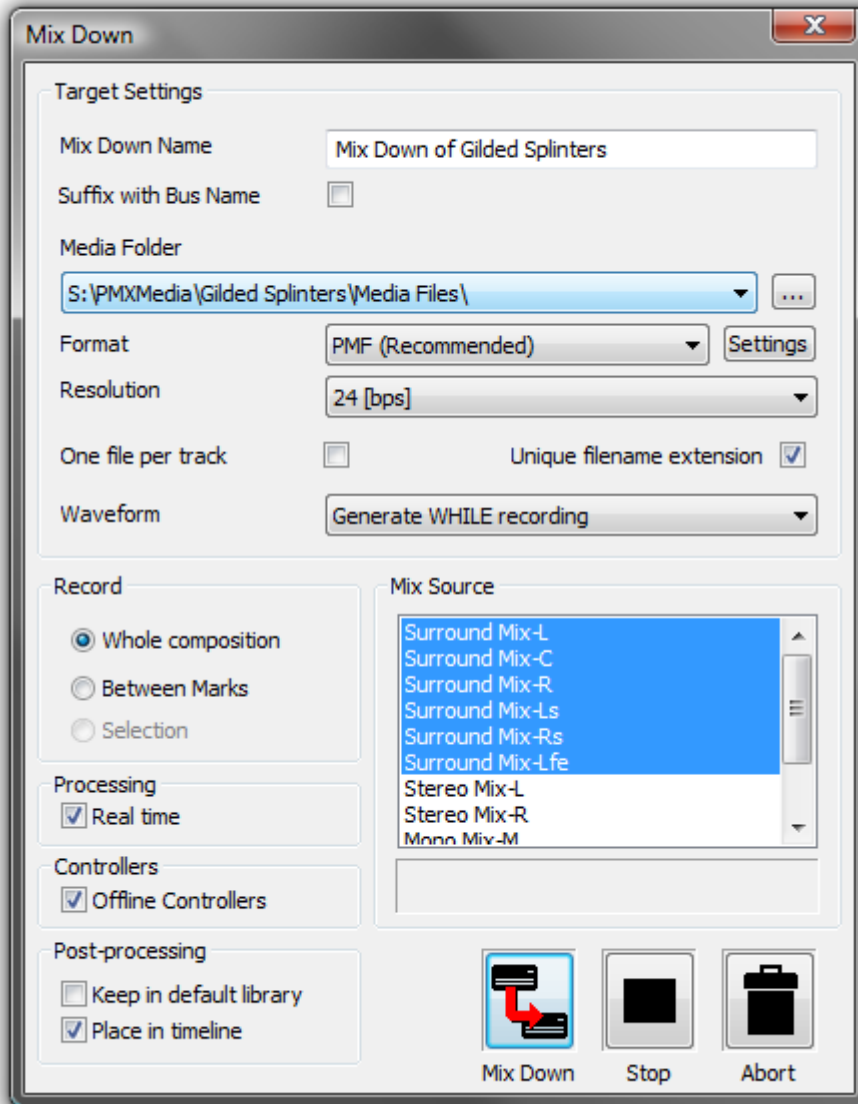 Mix Down
Target Settings
Mix Down Name
Mix Down of Gilded Splinters
Suffix with Bus Name
Media Folder
S:\PMXMedia\Gilded Splinters\Media Files\
...
Format
PMF (Recommended)
Settings
Resolution
24 [bps]
One file per track
Unique filename extension
Waveform
Generate WHILE recording
Record
Whole composition
Between Marks
Selection
Processing
Real time
Controllers
Offline Controllers
Post-processing
Keep in default library
Place in timeline
Mix Source
Surround Mix-L
Surround Mix-C
Surround Mix-R
Surround Mix-Ls
Surround Mix-Rs
Surround Mix-Lfe
Stereo Mix-L
Stereo Mix-R
Mono Mix-M
Mix Down
Stop
Abort